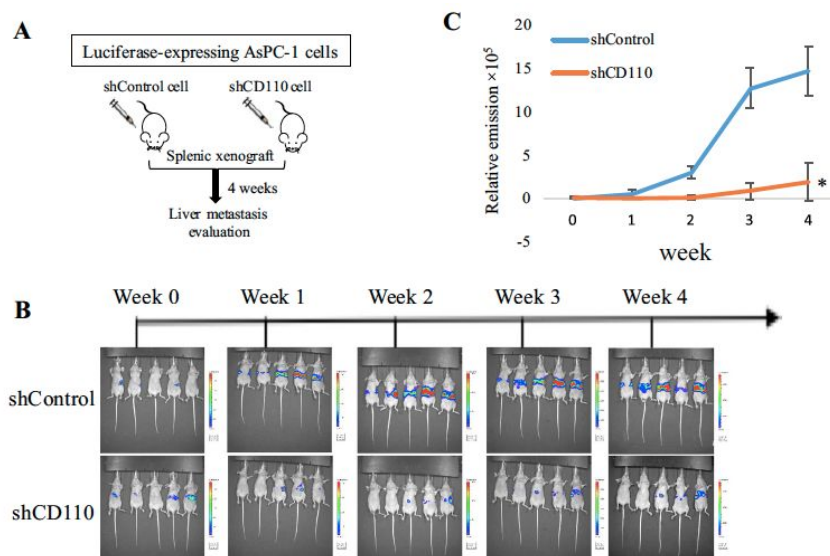 A
Luciferase-expressing AsPC-1 cells
shControl cell
shCD110 cell
Splenic xenograft
4 weeks
Liver metastasis
evaluation
C
Relative emission ×10⁵
20
15
10
5
0
-5
shControl
shCD110
*
0 1 2 3 4
week
B
Week 0 Week 1 Week 2 Week 3 Week 4
shControl
shCD110